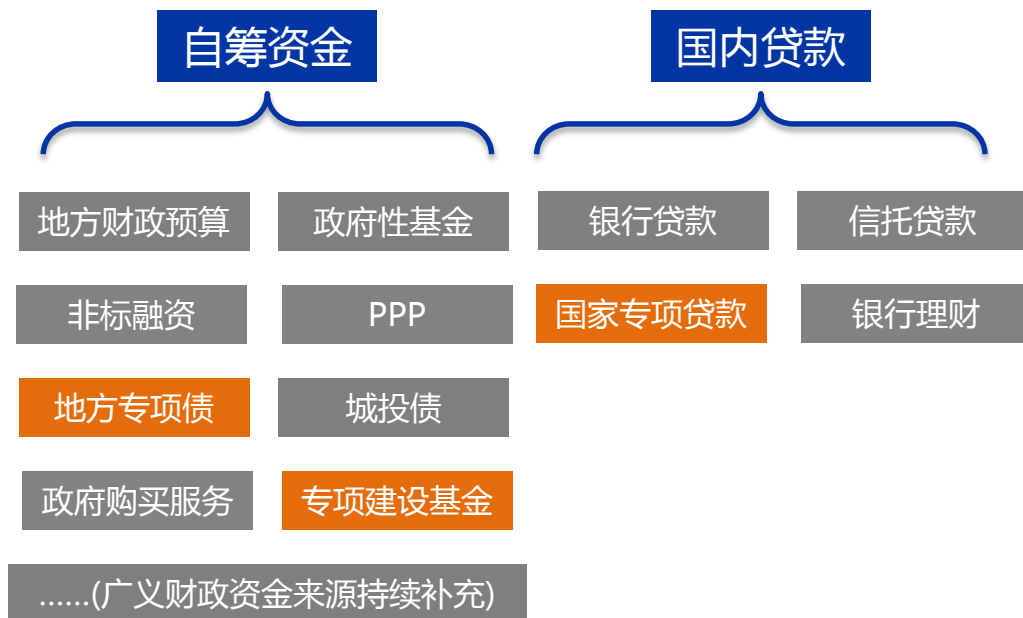 自筹资金
国内贷款
地方财政预算
政府性基金
银行贷款
信托贷款
非标融资
PPP
国家专项贷款
银行理财
地方专项债
城投债
政府购买服务
专项建设基金
……(广义财政资金来源持续补充)